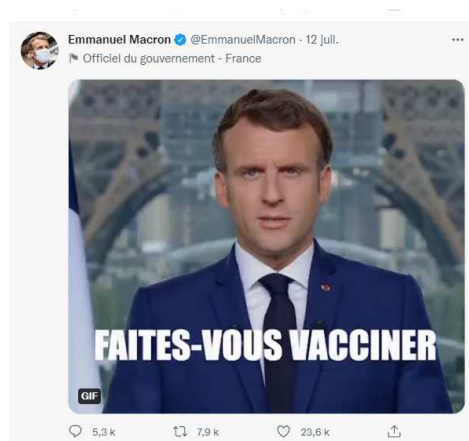 Emmanuel Macron @EmmanuelMacron · 12 juil.
Officiel du gouvernement - France
FAITES-VOUS VACCINER
GIF
5,3 k 7,9 k 23,6 k